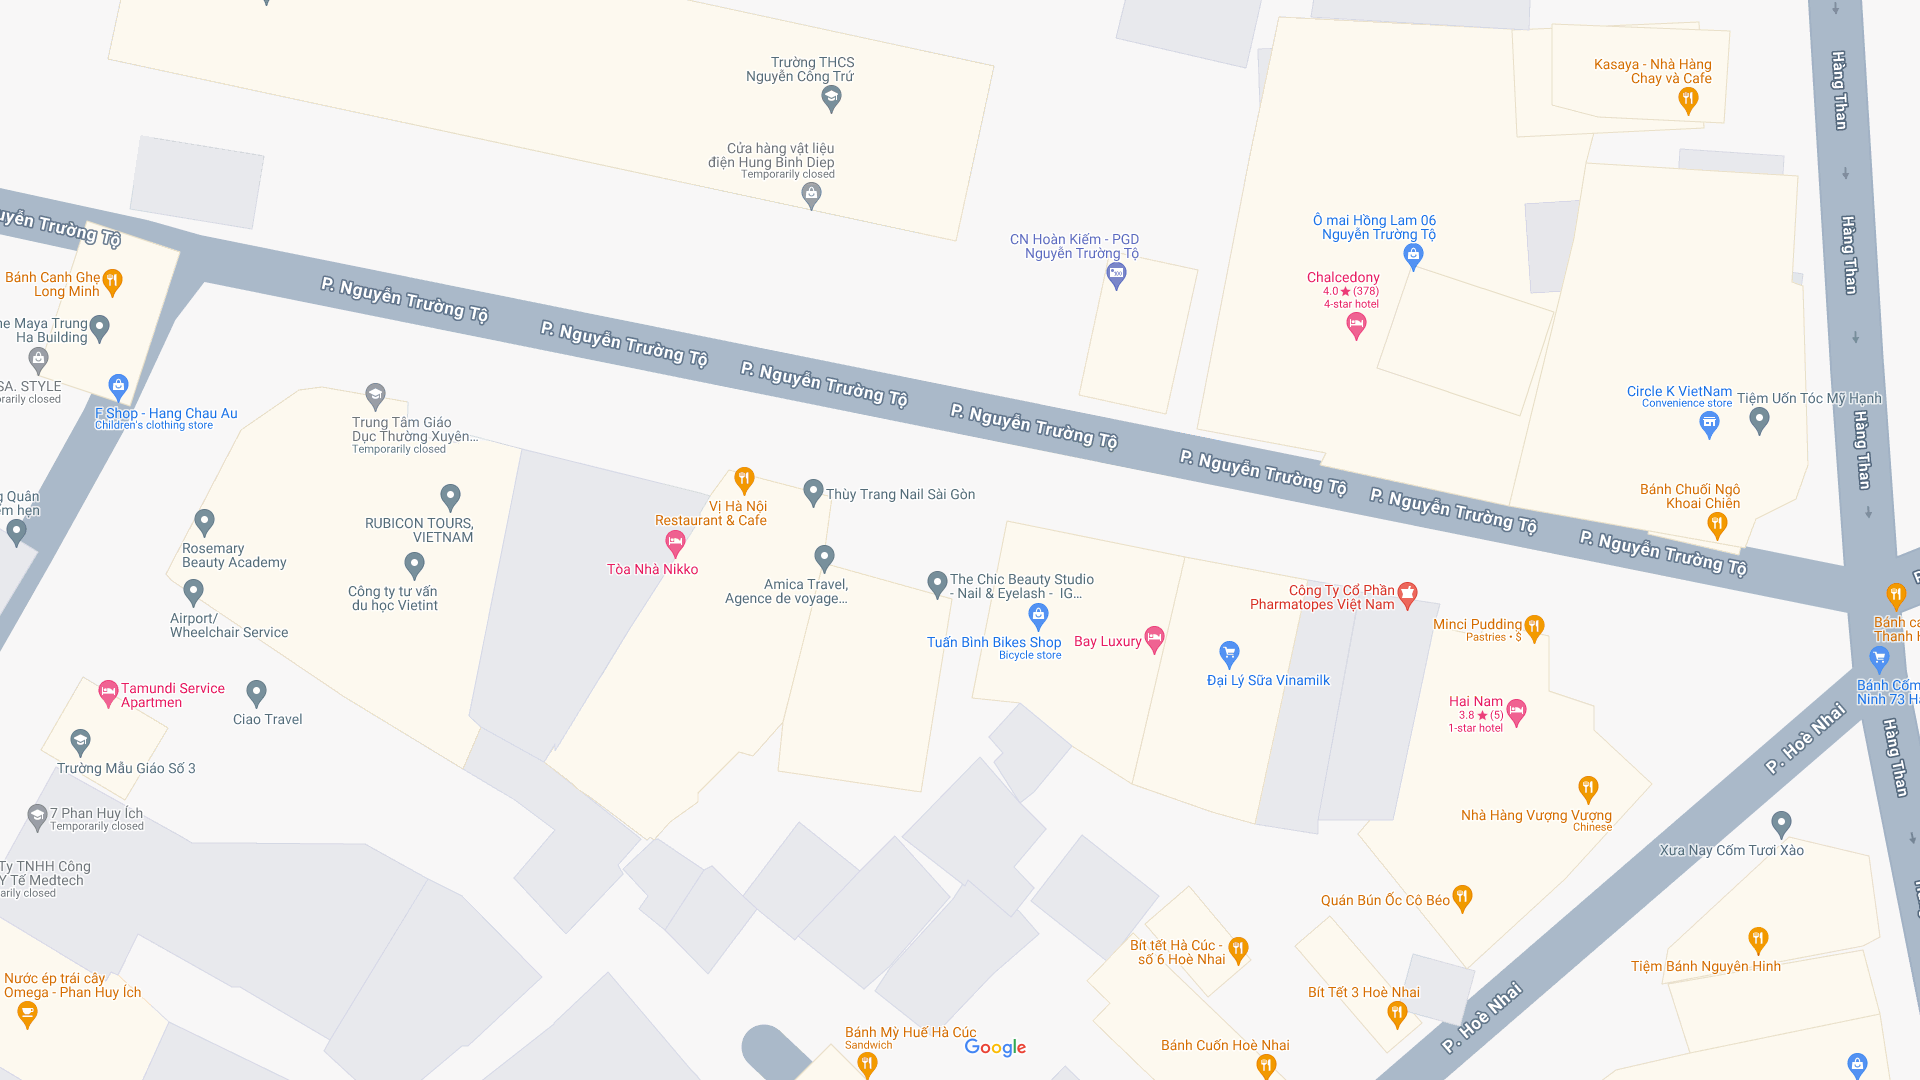 Trường THCS
Nguyễn Công Trứ
Cửa hàng vật liệu
điện Hung Binh Diep
Temporarily closed
Kasaya - Nhà Hàng
Chay và Cafe
Hàng Than
Hàng Than
Hàng Than
Hàng Than
CN Hoàn Kiếm - PGD
Nguyễn Trường Tộ
Ô mai Hồng Lam 06
Nguyễn Trường Tộ
Chalcedony
4.0 ★ (378)
4-star hotel
Trường Tộ
Bánh Canh Ghẹ
Long Minh
Maya Trung
Ha Building
STYLE
closed
F Shop - Hang Chau Au
Children's clothing store
P. Nguyễn Trường Tộ
P. Nguyễn Trường Tộ
P. Nguyễn Trường Tộ
P. Nguyễn Trường Tộ
P. Nguyễn Trường Tộ
P. Nguyễn Trường Tộ
P. Nguyễn Trường Tộ
Circle K VietNam
Convenience store
Tiệm Uốn Tóc Mỹ Hạnh
Bánh Chuối Ngô
Khoai Chiên
Trung Tâm Giáo
Dục Thường Xuyên...
Temporarily closed
Quân
hẹn
RUBICON TOURS,
VIETNAM
Rosemary
Beauty Academy
Công ty tư vấn
du học Vietint
Airport/
Wheelchair Service
Vị Hà Nội
Restaurant & Cafe
Thùy Trang Nail Sài Gòn
Tòa Nhà Nikko
Amica Travel,
Agence de voyage...
The Chic Beauty Studio
- Nail & Eyelash - IG...
Tuấn Bình Bikes Shop
Bicycle store
Bay Luxury
Đại Lý Sữa Vinamilk
Công Ty Cổ Phần
Pharmatopes Việt Nam
Minci Pudding
Pastries • $
Hai Nam
3.8 ★ (5)
1-star hotel
Bánh
Thanh
Bánh Cốm
Ninh 73
Tamundi Service
Apartmen
Ciao Travel
Trường Mẫu Giáo Số 3
7 Phan Huy Ích
Temporarily closed
Ty TNHH Công
Y Tế Medtech
closed
Nước ép trái cây
Omega - Phan Huy Ích
Nhà Hàng Vượng Vượng
Chinese
P. Hoè Nhai
P. Hoè Nhai
Xưa Nay Cốm Tươi Xào
Quán Bún Ốc Cô Béo
Bít tết Hà Cúc -
số 6 Hoè Nhai
Tiệm Bánh Nguyên Hinh
Bít Tết 3 Hoè Nhai
Bánh Mỳ Huế Hà Cúc
Sandwich
Google
Bánh Cuốn Hoè Nhai